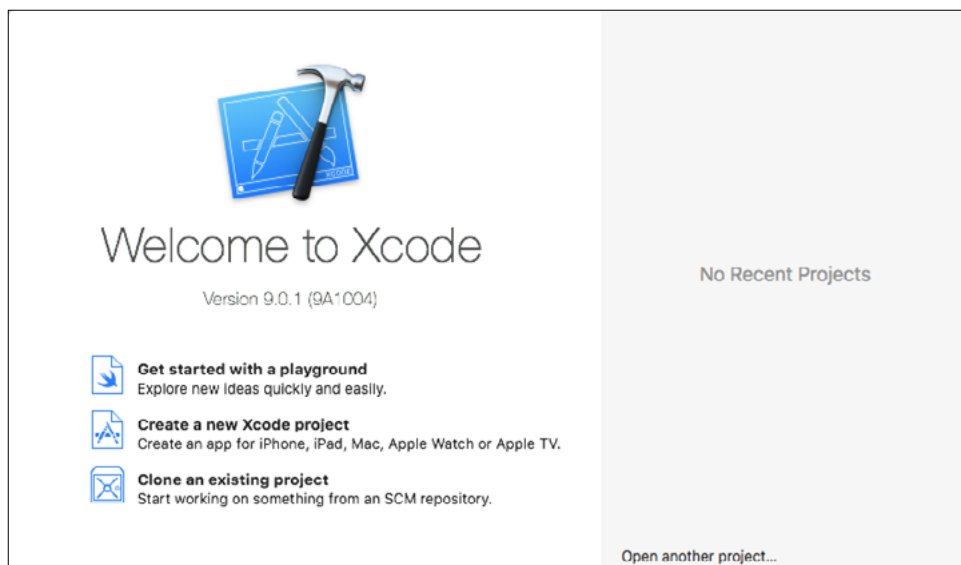 XCODE
Welcome to Xcode
Version 9.0.1 (9A1004)
Get started with a playground
Explore new ideas quickly and easily.
Create a new Xcode project
Create an app for iPhone, iPad, Mac, Apple Watch or Apple TV.
Clone an existing project
Start working on something from an SCM repository.
No Recent Projects
Open another project...